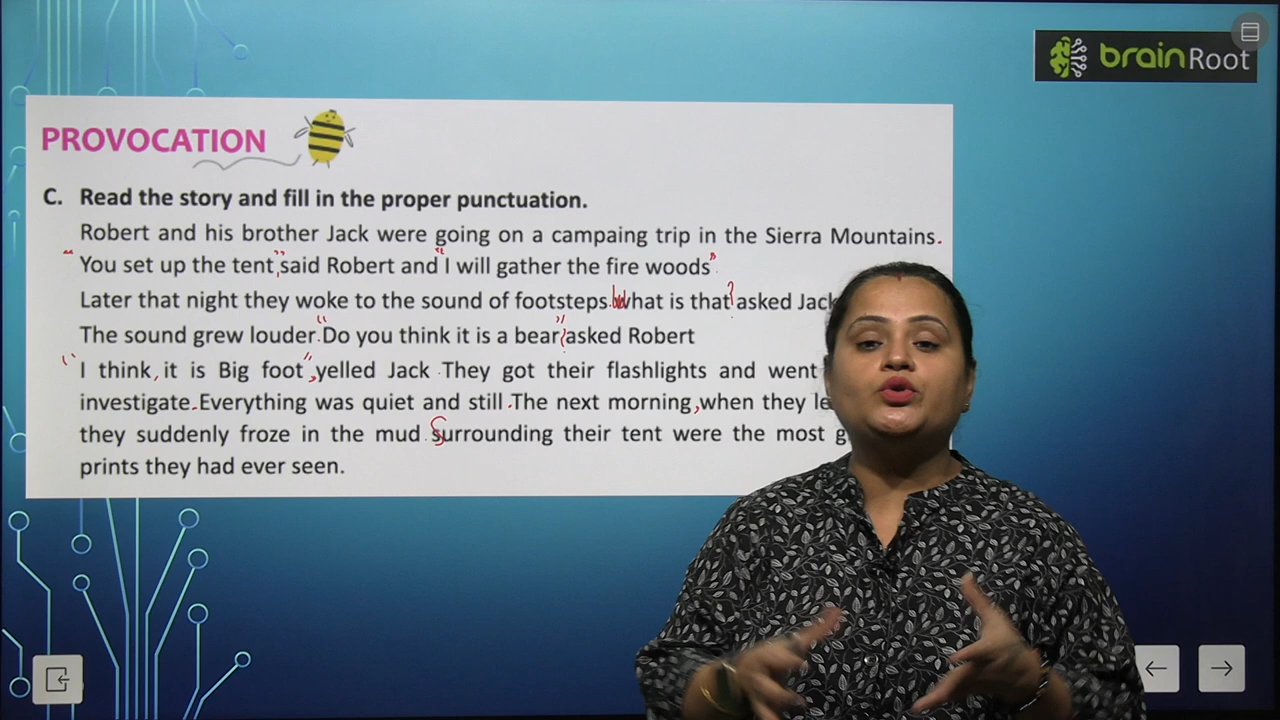 brainRoot
PROVOCATION
C. Read the story and fill in the proper punctuation.
Robert and his brother Jack were going on a campaing trip in the Sierra Mountains.
“You set up the tent”, said Robert and “I will gather the fire woods”
Later that night they woke to the sound of footsteps. What is that? asked Jack
The sound grew louder. “Do you think it is a bear”? asked Robert
“I think, it is Big foot”, yelled Jack. They got their flashlights and went
investigate. Everything was quiet and still. The next morning, when they
they suddenly froze in the mud. Surrounding their tent were the most
prints they had ever seen.